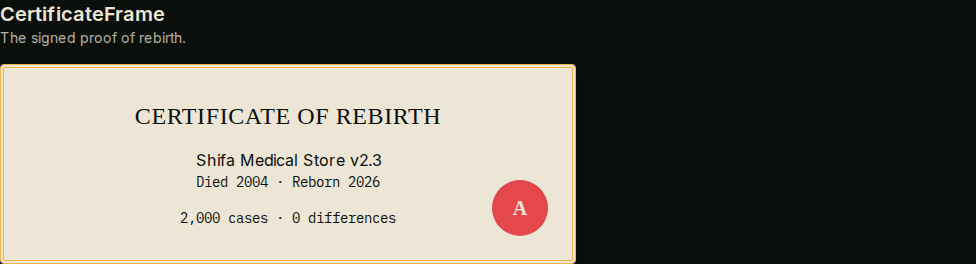 CertificateFrame
The signed proof of rebirth.
CERTIFICATE OF REBIRTH
Shifa Medical Store v2.3
Died 2004 · Reborn 2026
2,000 cases · 0 differences
A